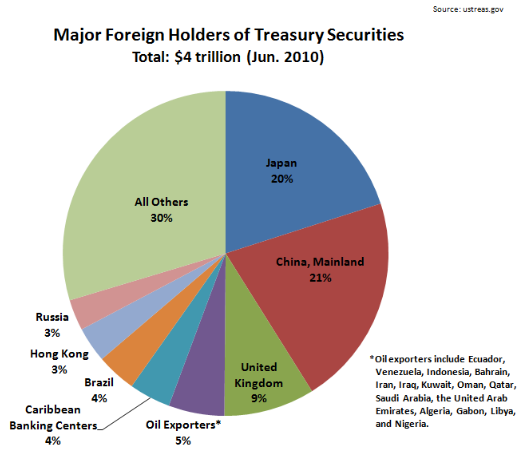 Source: ustreas.gov
Major Foreign Holders of Treasury Securities
Total: $4 trillion (Jun. 2010)
Japan
20%
China, Mainland
21%
United
Kingdom
9%
Oil Exporters*
5%
Caribbean
Banking Centers
4%
Brazil
4%
Hong Kong
3%
Russia
3%
All Others
30%
*Oil exporters include Ecuador,
Venezuela, Indonesia, Bahrain,
Iran, Iraq, Kuwait, Oman, Qatar,
Saudi Arabia, the United Arab
Emirates, Algeria, Gabon, Libya,
and Nigeria.